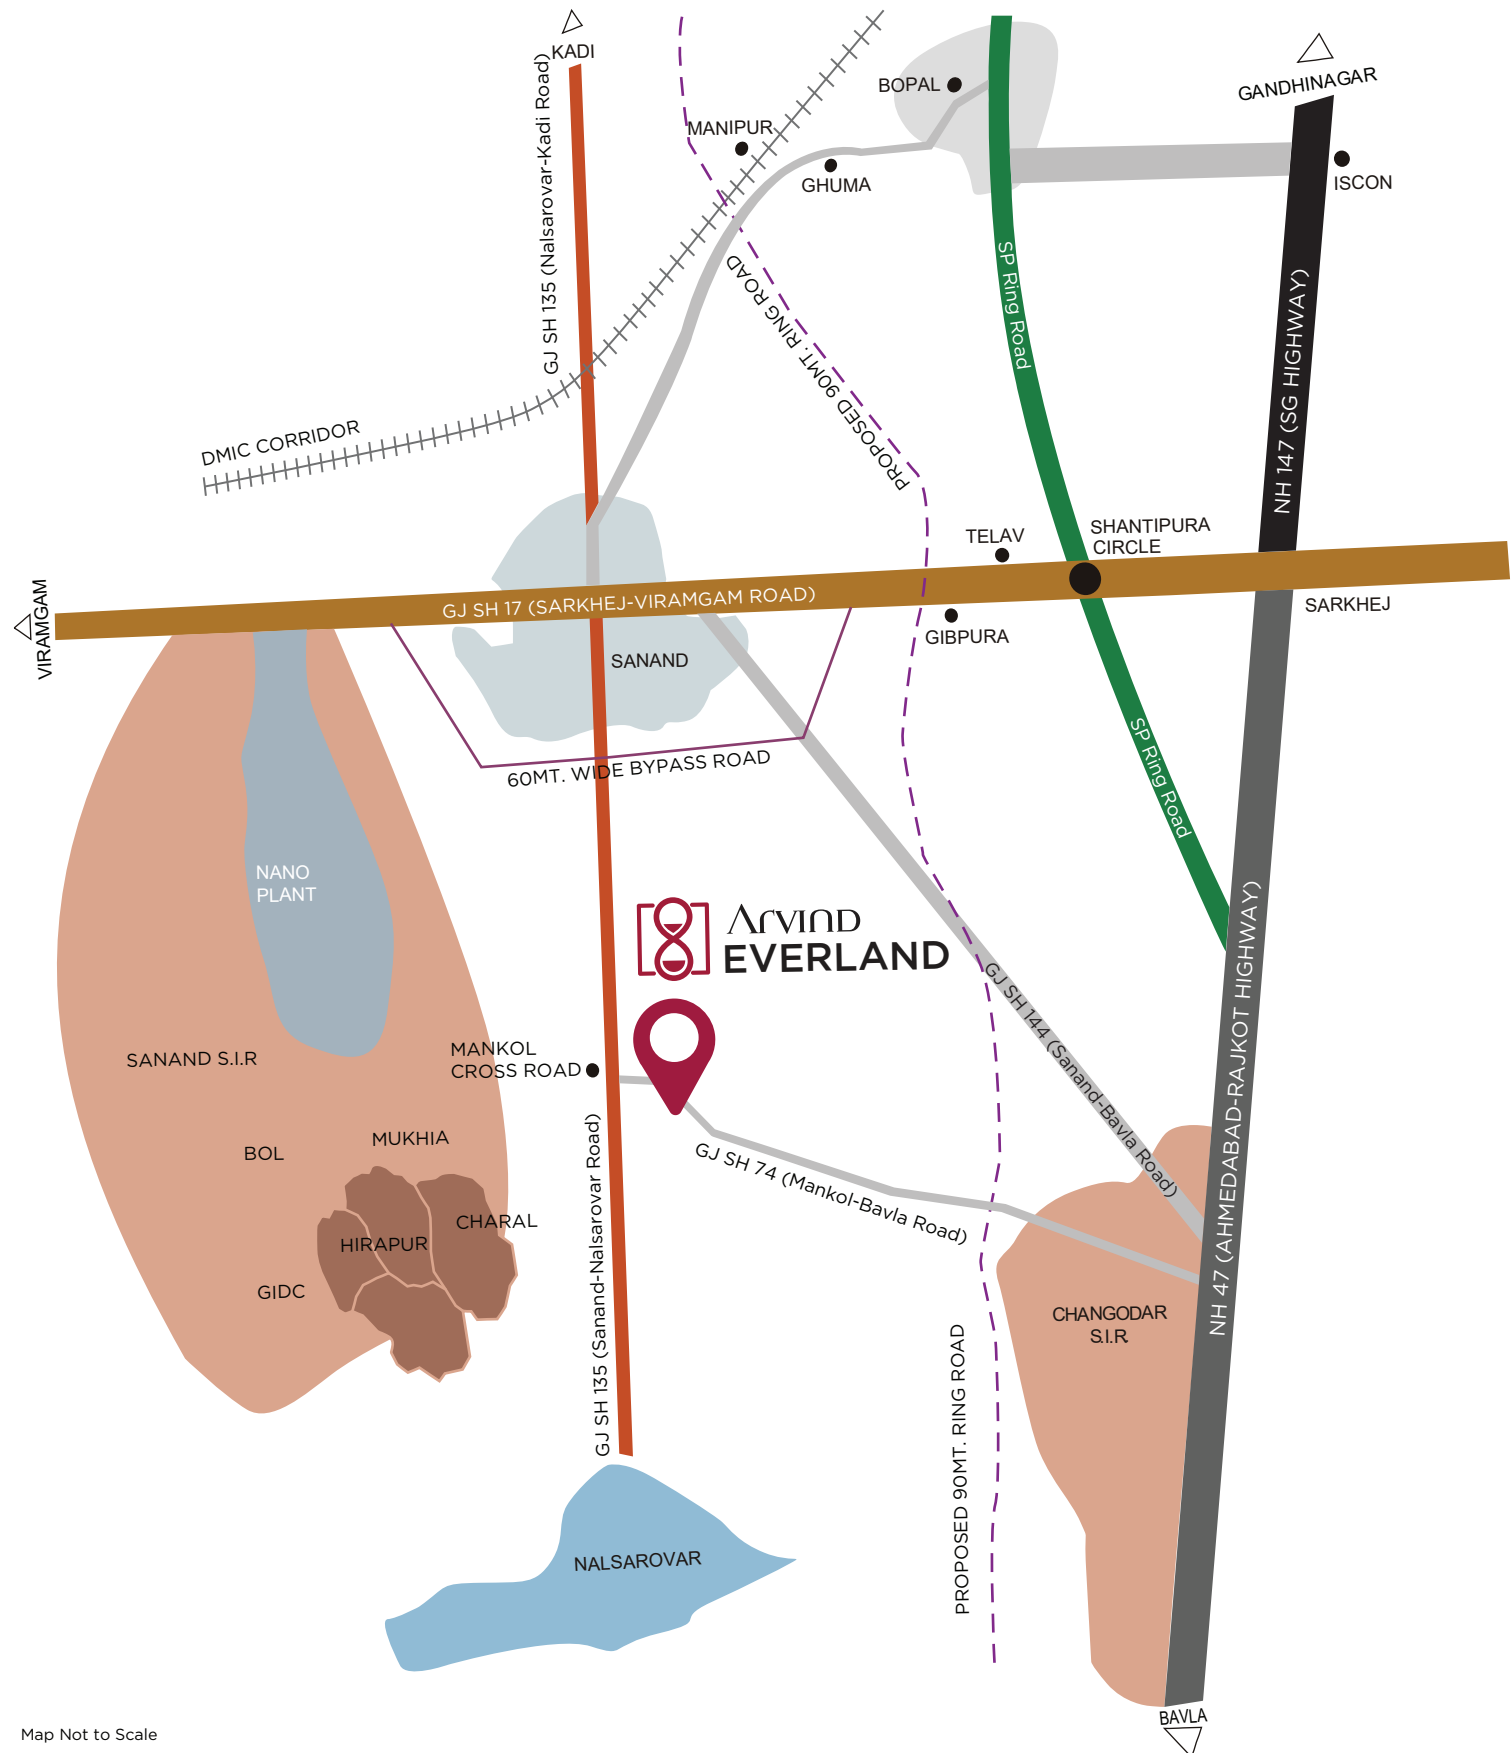 KADI
GANDHINAGAR
BOPAL
MANIPUR
GHUMA
ISCON
GJ SH 135 (Nalsarovar-Kadi Road)
SP Ring Road
PROPOSED 90MT. RING ROAD
NH 147 (SG HIGHWAY)
DMIC CORRIDOR
TELAV
SHANTIPURA
CIRCLE
VIRAMGAM
GJ SH 17 (SARKHEJ-VIRAMGAM ROAD)
SARKHEJ
GIBPURA
SANAND
60MT. WIDE BYPASS ROAD
SP Ring Road
NANO
PLANT
ARVIND
EVERLAND
SANAND S.I.R
MANKOL
CROSS ROAD
GJ SH 144 (Sanand-Bavla Road)
NH 47 (AHMEDABAD-RAJKOT HIGHWAY)
BOL
MUKHIA
GJ SH 74 (Mankol-Bavla Road)
CHARAL
HIRAPUR
GIDC
GJ SH 135 (Sanand-Nalsarovar Road)
CHANGODAR
S.I.R.
PROPOSED 90MT. RING ROAD
NALSAROVAR
BAVLA
Map Not to Scale